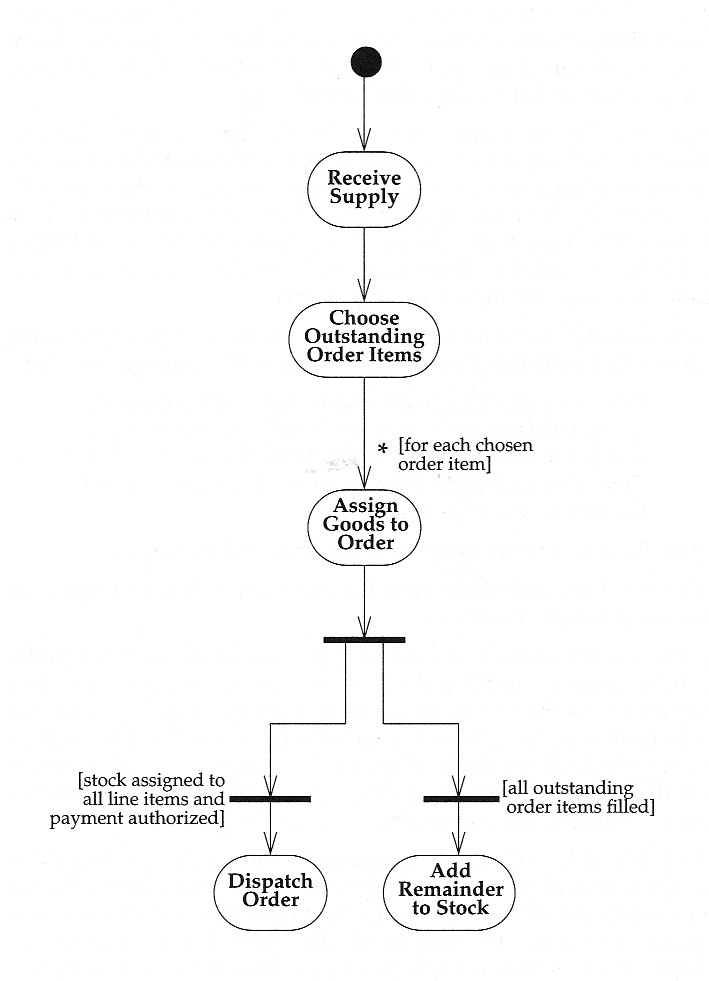 Receive
Supply
Choose
Outstanding
Order Items
* [for each chosen
order item]
Assign
Goods to
Order
[stock assigned to
all line items and
payment authorized]
[all outstanding
order items filled]
Dispatch
Order
Add
Remainder
to Stock